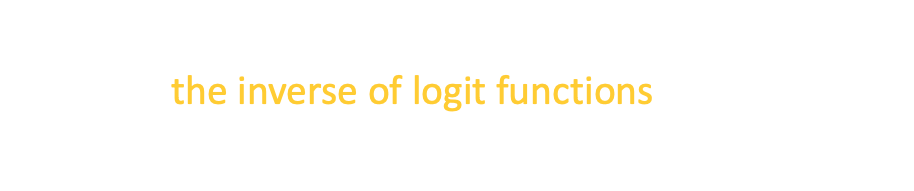 the inverse of logit functions